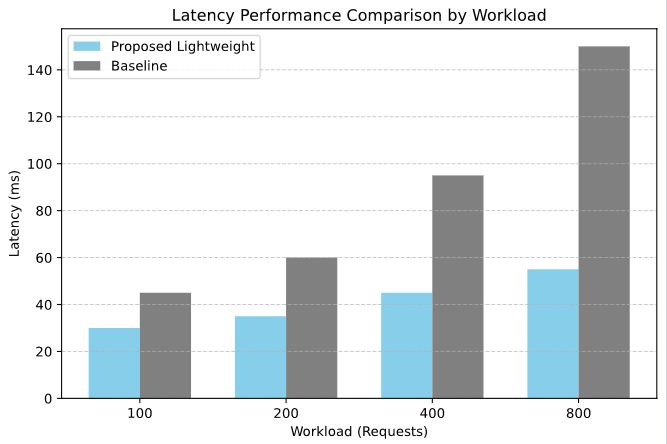 Latency Performance Comparison by Workload
Proposed Lightweight
Baseline
Latency (ms)
140
120
100
80
60
40
20
0
100 200 400 800
Workload (Requests)